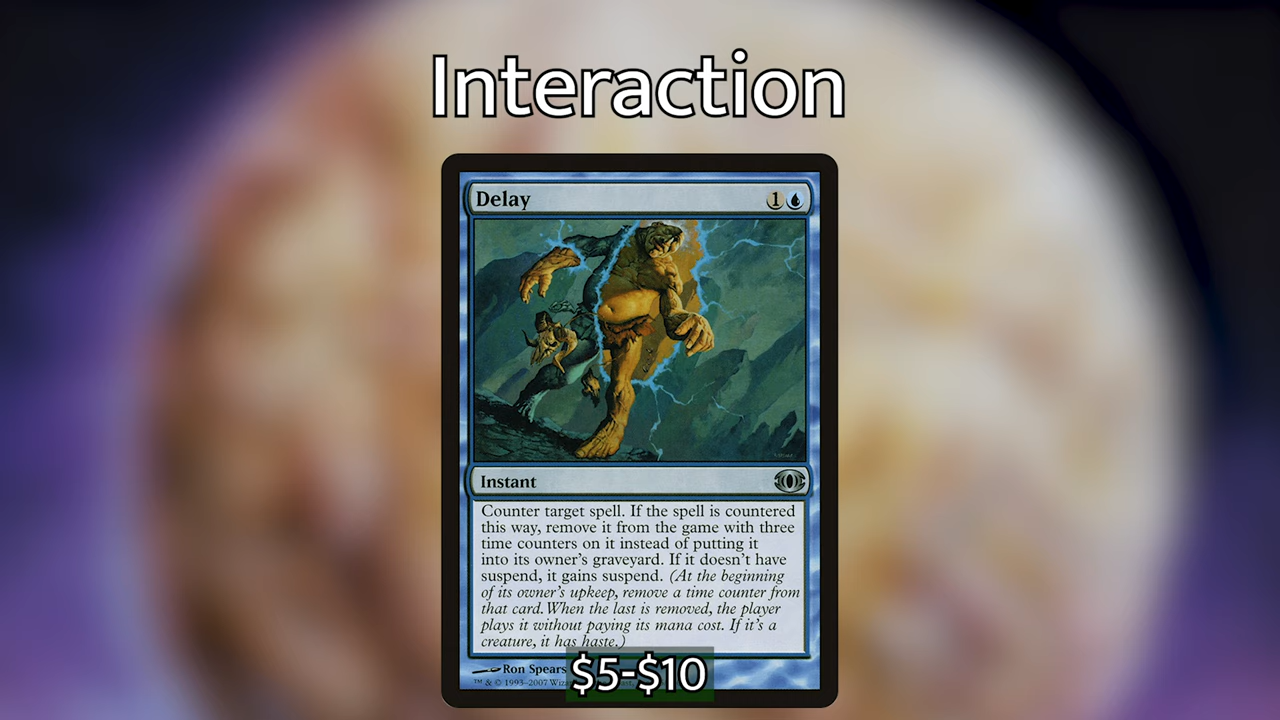 Interaction
Delay 1
Instant
Counter target spell. If the spell is countered
this way, remove it from the game with three
time counters on it instead of putting it
into its owner's graveyard. If it doesn't have
suspend, it gains suspend. (At the beginning
of its owner's upkeep, remove a time counter from
that card. When the last is removed, the player
plays it without paying its mana cost. If it's a
creature, it has haste.)
Ron Spears
$5-$10
™ & © 1993–2007